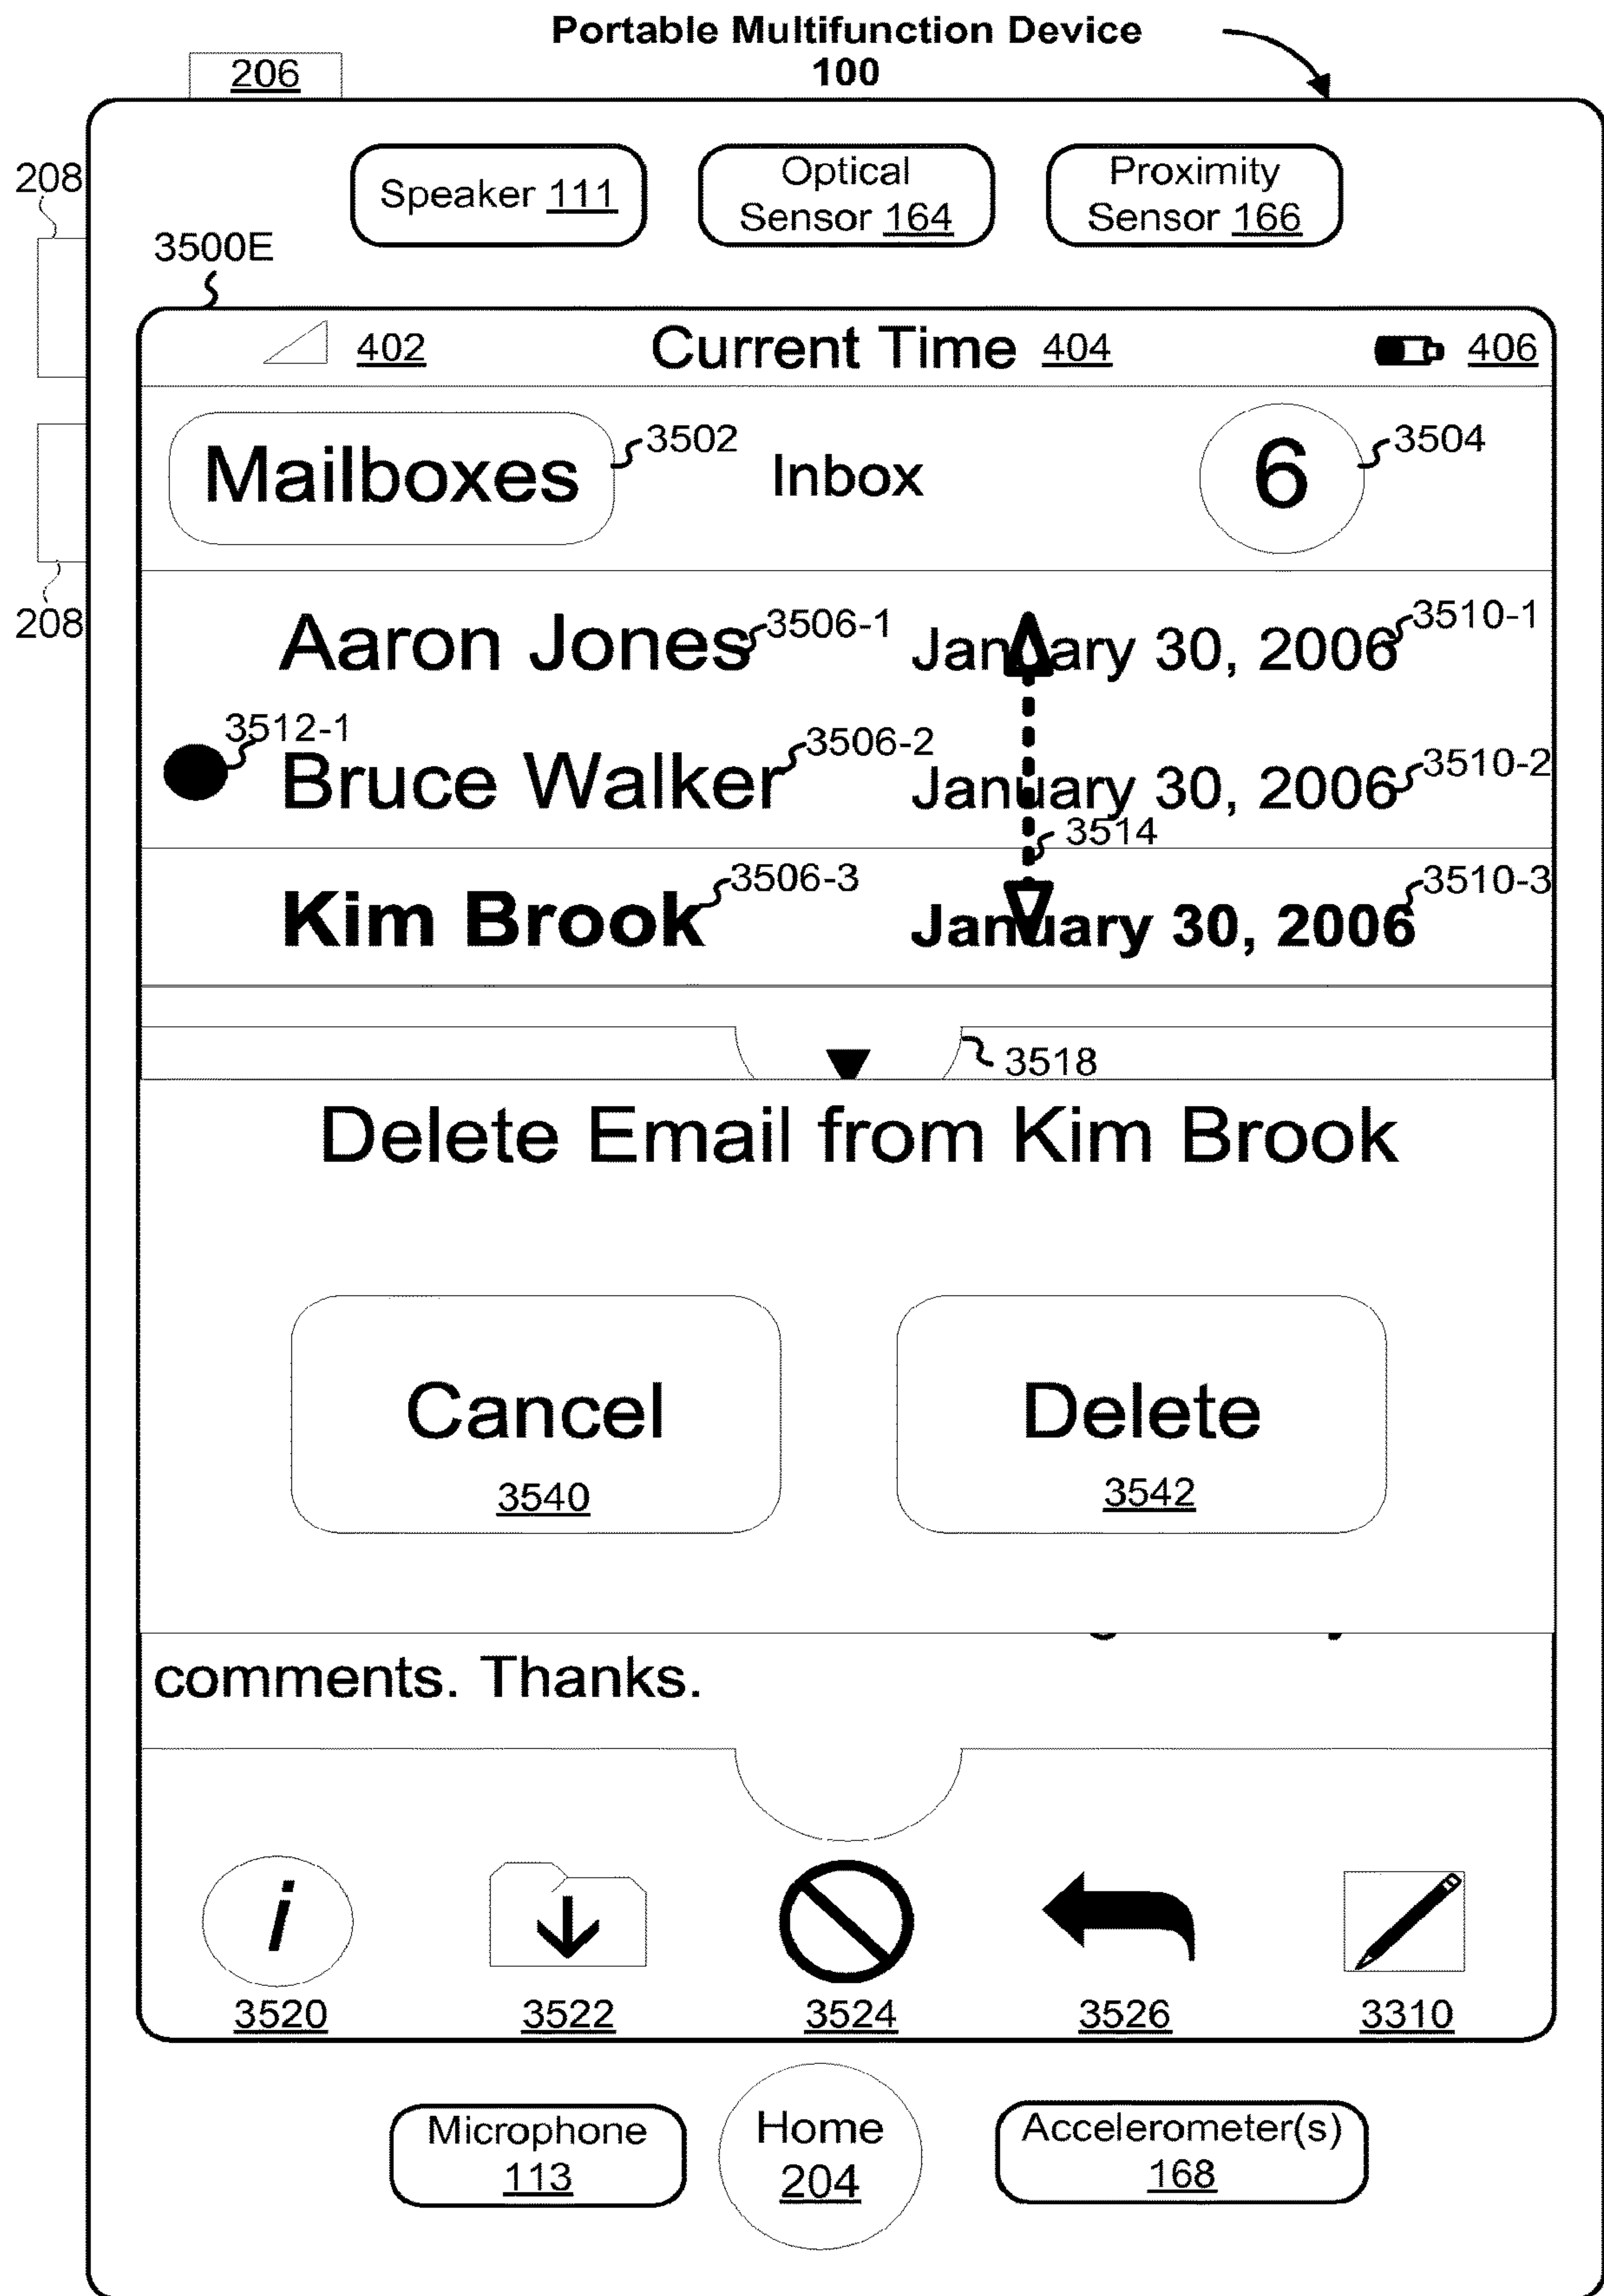 Portable Multifunction Device
100
206
208
Speaker 111
Optical
Sensor 164
Proximity
Sensor 166
3500E
402
Current Time 404
406
Mailboxes
3502
Inbox
6
3504
208
Aaron Jones
3506-1
January 30, 2006
3510-1
3512-1
Bruce Walker
3506-2
January 30, 2006
3510-2
3514
Kim Brook
3506-3
January 30, 2006
3510-3
3518
Delete Email from Kim Brook
Cancel
3540
Delete
3542
comments. Thanks.
i
3520
3522
3524
3526
3310
Microphone
113
Home
204
Accelerometer(s)
168